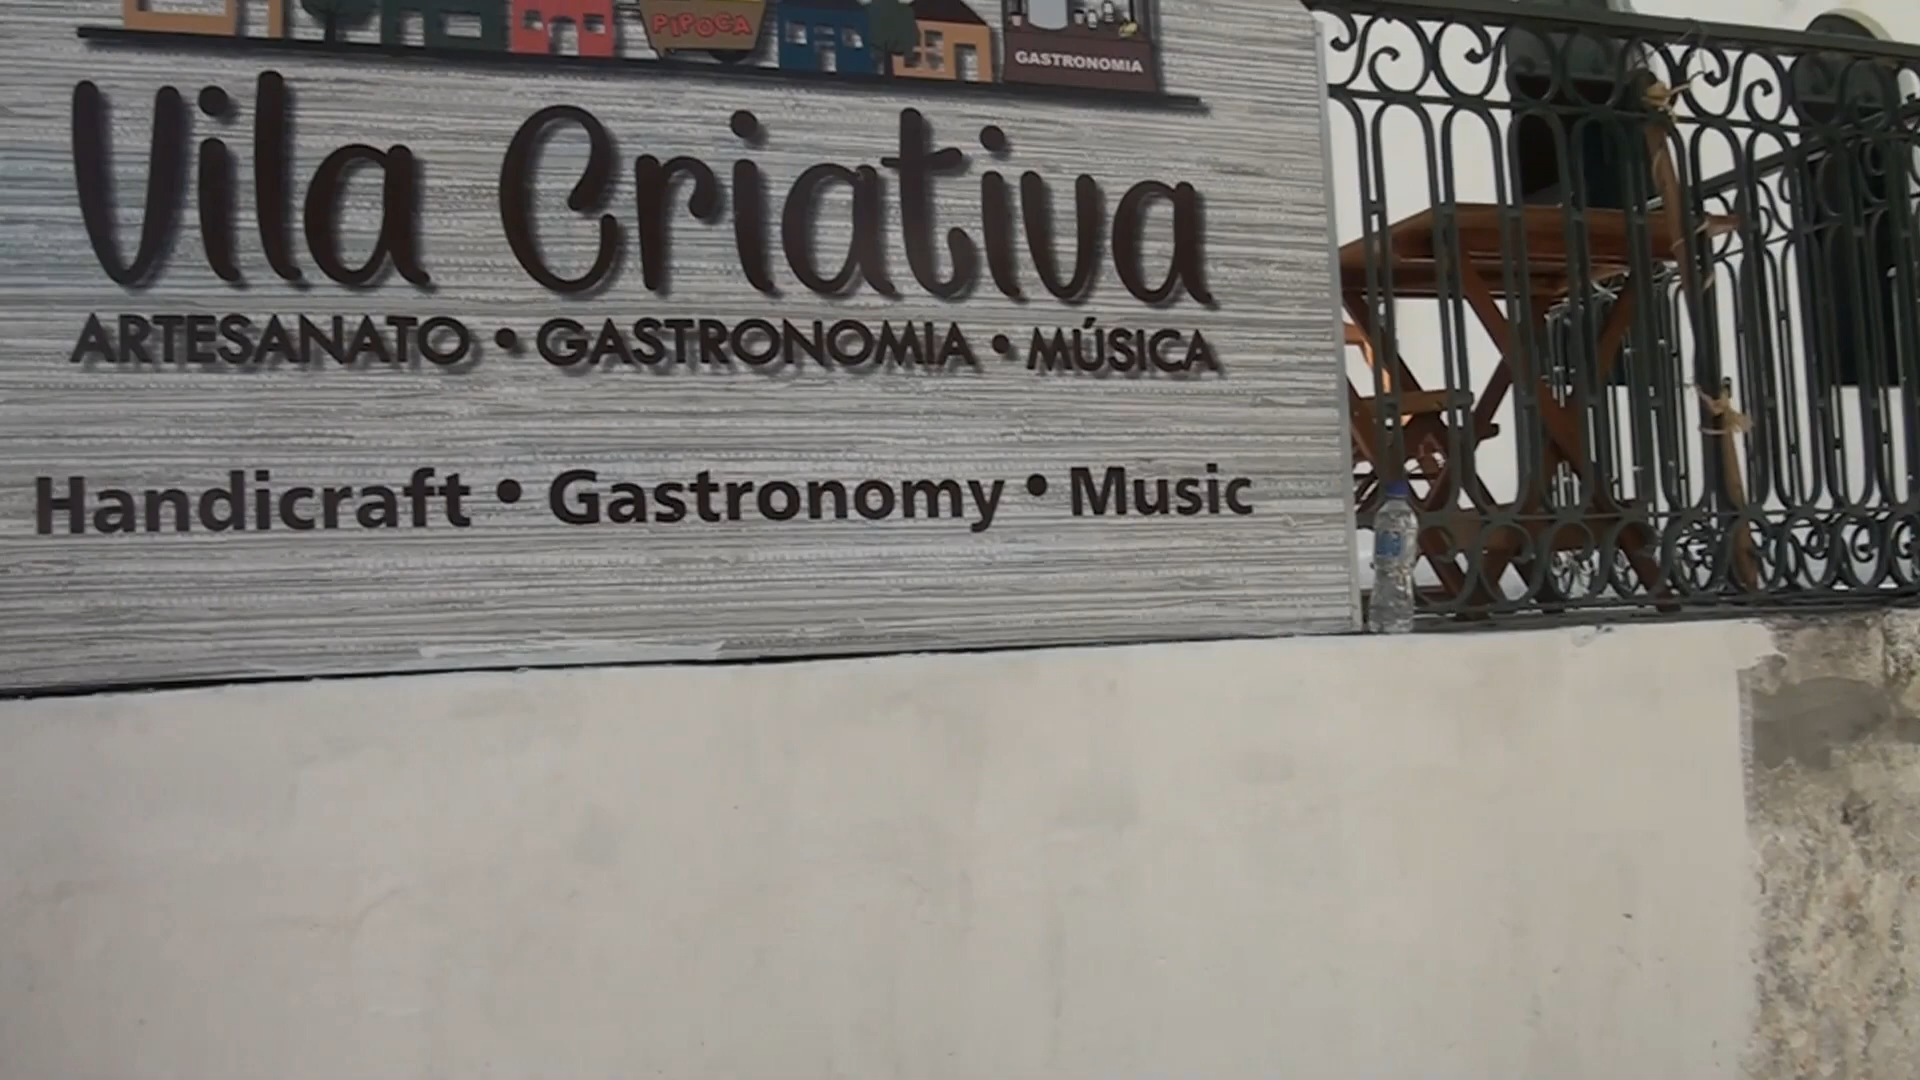 PIPOCA
GASTRONOMIA
Vila Criativa
ARTESANATO • GASTRONOMIA • MÚSICA
Handicraft • Gastronomy • Music